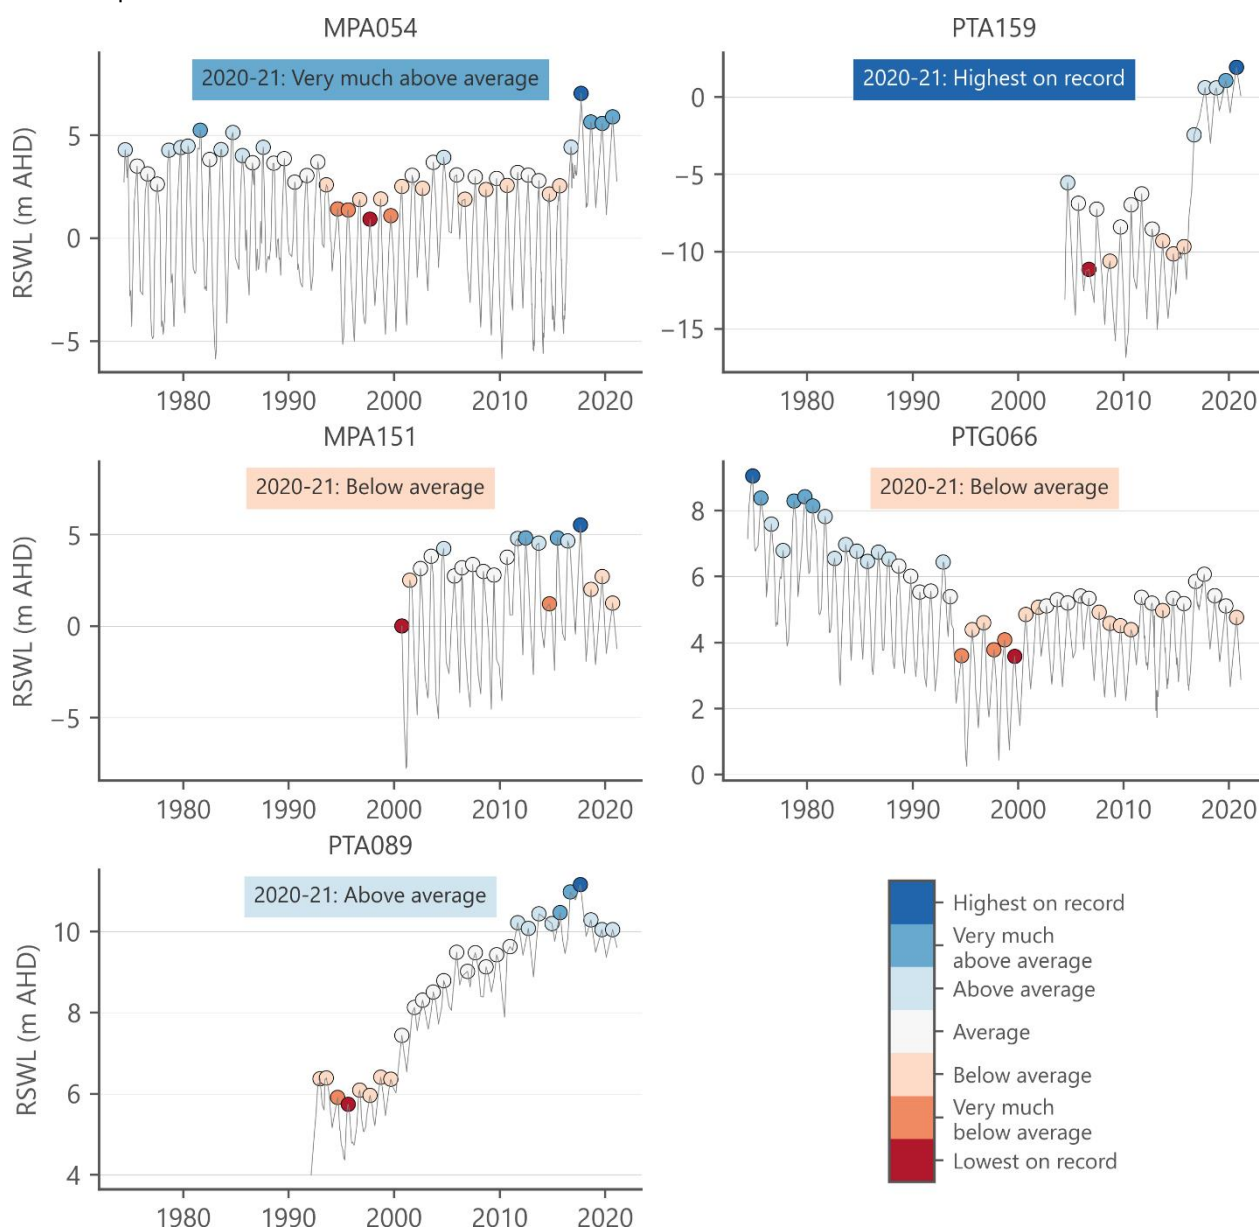 MPA054
2020-21: Very much above average
RSWL (m AHD)
5
0
−5
1980 1990 2000 2010 2020
PTA159
2020-21: Highest on record
0
−5
−10
−15
1980 1990 2000 2010 2020
MPA151
2020-21: Below average
RSWL (m AHD)
5
0
−5
1980 1990 2000 2010 2020
PTG066
2020-21: Below average
8
6
4
2
0
1980 1990 2000 2010 2020
PTA089
2020-21: Above average
RSWL (m AHD)
10
8
6
4
1980 1990 2000 2010 2020
Highest on record
Very much
above average
Above average
Average
Below average
Very much
below average
Lowest on record